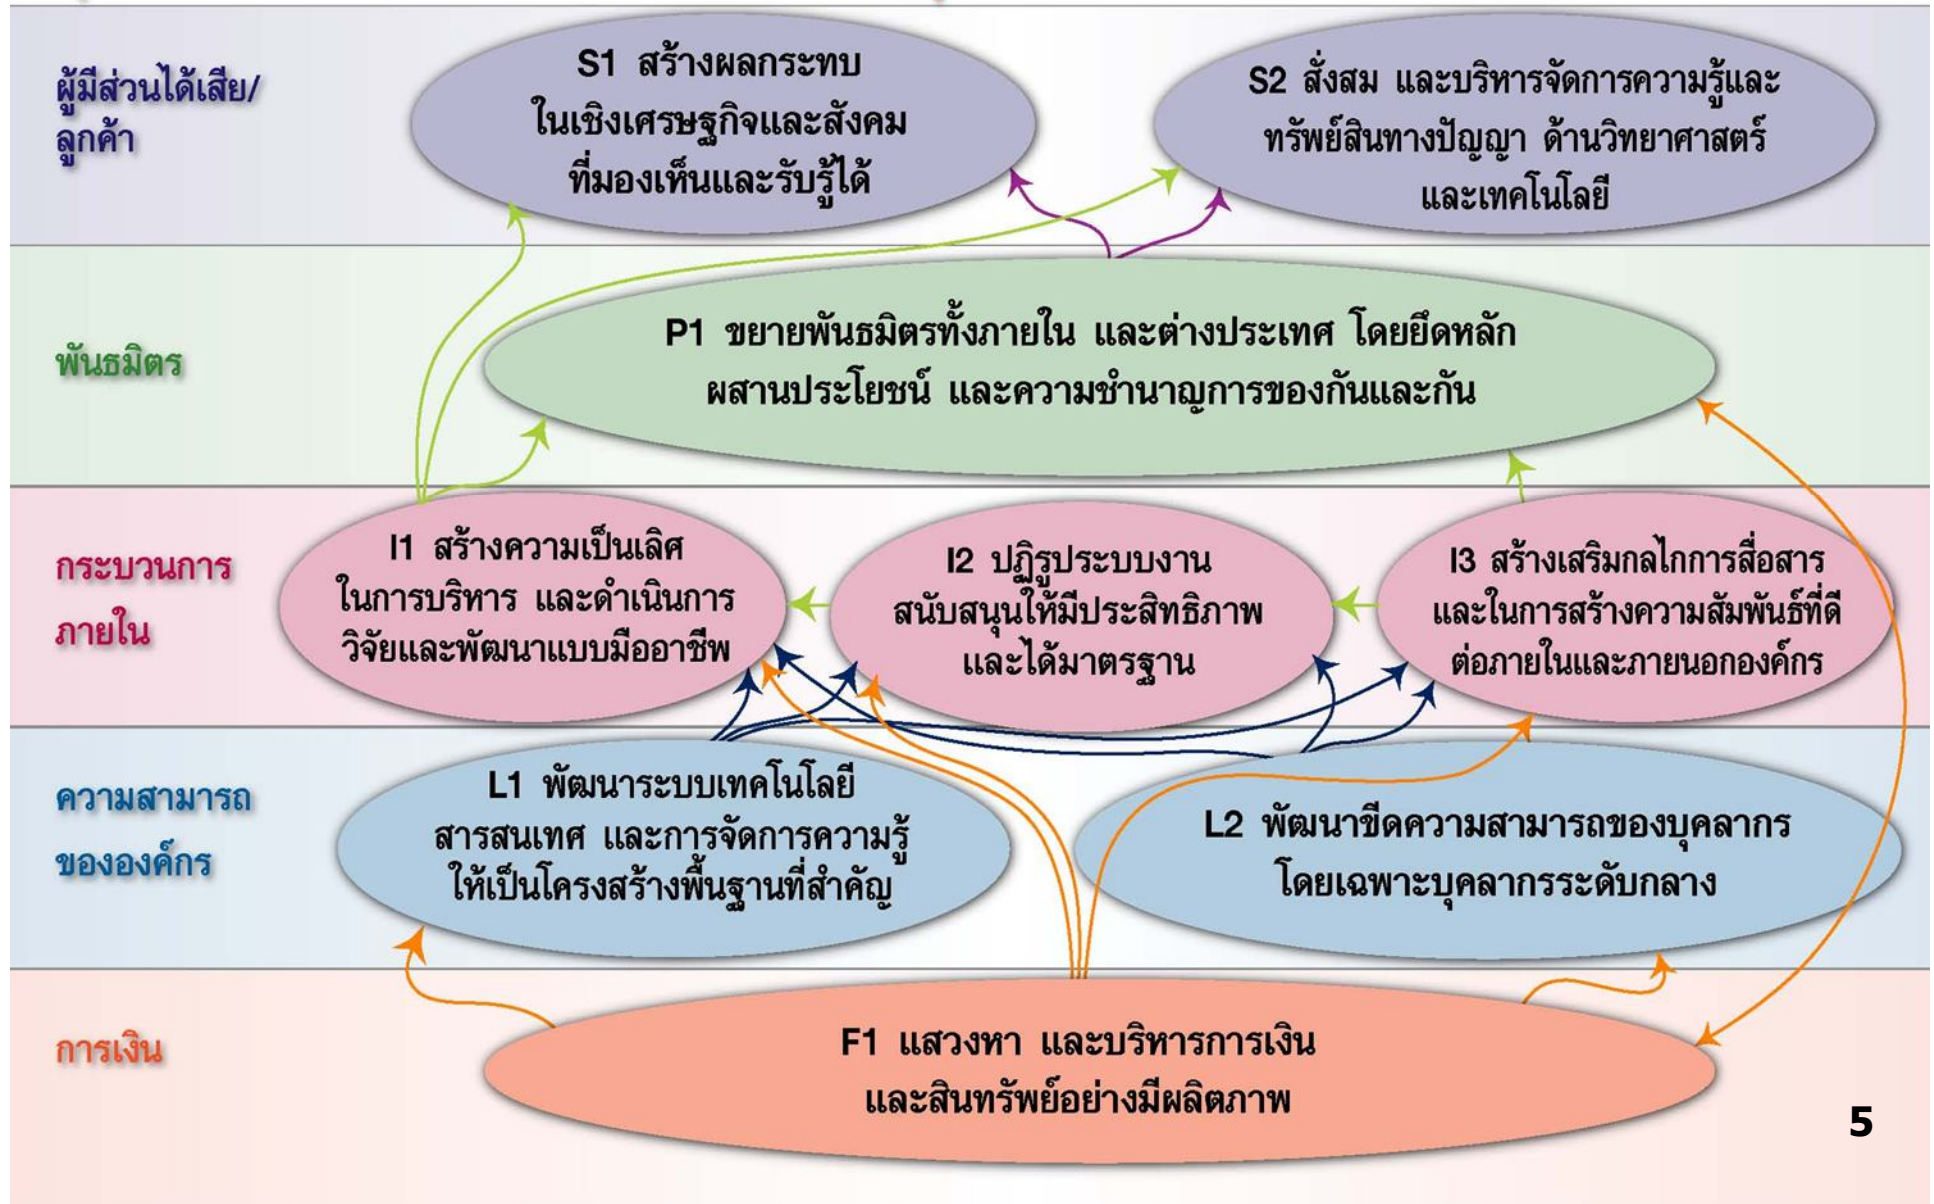 ผู้มีส่วนได้เสีย/
ลูกค้า
S1 สร้างผลกระทบ
ในเชิงเศรษฐกิจและสังคม
ที่มองเห็นและรับรู้ได้
S2 สั่งสม และบริหารจัดการความรู้และ
ทรัพย์สินทางปัญญา ด้านวิทยาศาสตร์
และเทคโนโลยี
พันธมิตร
P1 ขยายพันธมิตรทั้งภายใน และต่างประเทศ โดยยึดหลัก
ผสานประโยชน์ และความชำนาญการของกันและกัน
กระบวนการ
ภายใน
I1 สร้างความเป็นเลิศ
ในการบริหาร และดำเนินการ
วิจัยและพัฒนาแบบมืออาชีพ
I2 ปฏิรูประบบงาน
สนับสนุนให้มีประสิทธิภาพ
และได้มาตรฐาน
I3 สร้างเสริมกลไกการสื่อสาร
และในการสร้างความสัมพันธ์ที่ดี
ต่อภายในและภายนอกองค์กร
ความสามารถ
ขององค์กร
L1 พัฒนาระบบเทคโนโลยี
สารสนเทศ และการจัดการความรู้
ให้เป็นโครงสร้างพื้นฐานที่สำคัญ
L2 พัฒนาขีดความสามารถของบุคลากร
โดยเฉพาะบุคลากรระดับกลาง
การเงิน
F1 แสวงหา และบริหารการเงิน
และสินทรัพย์อย่างมีผลิตภาพ
5